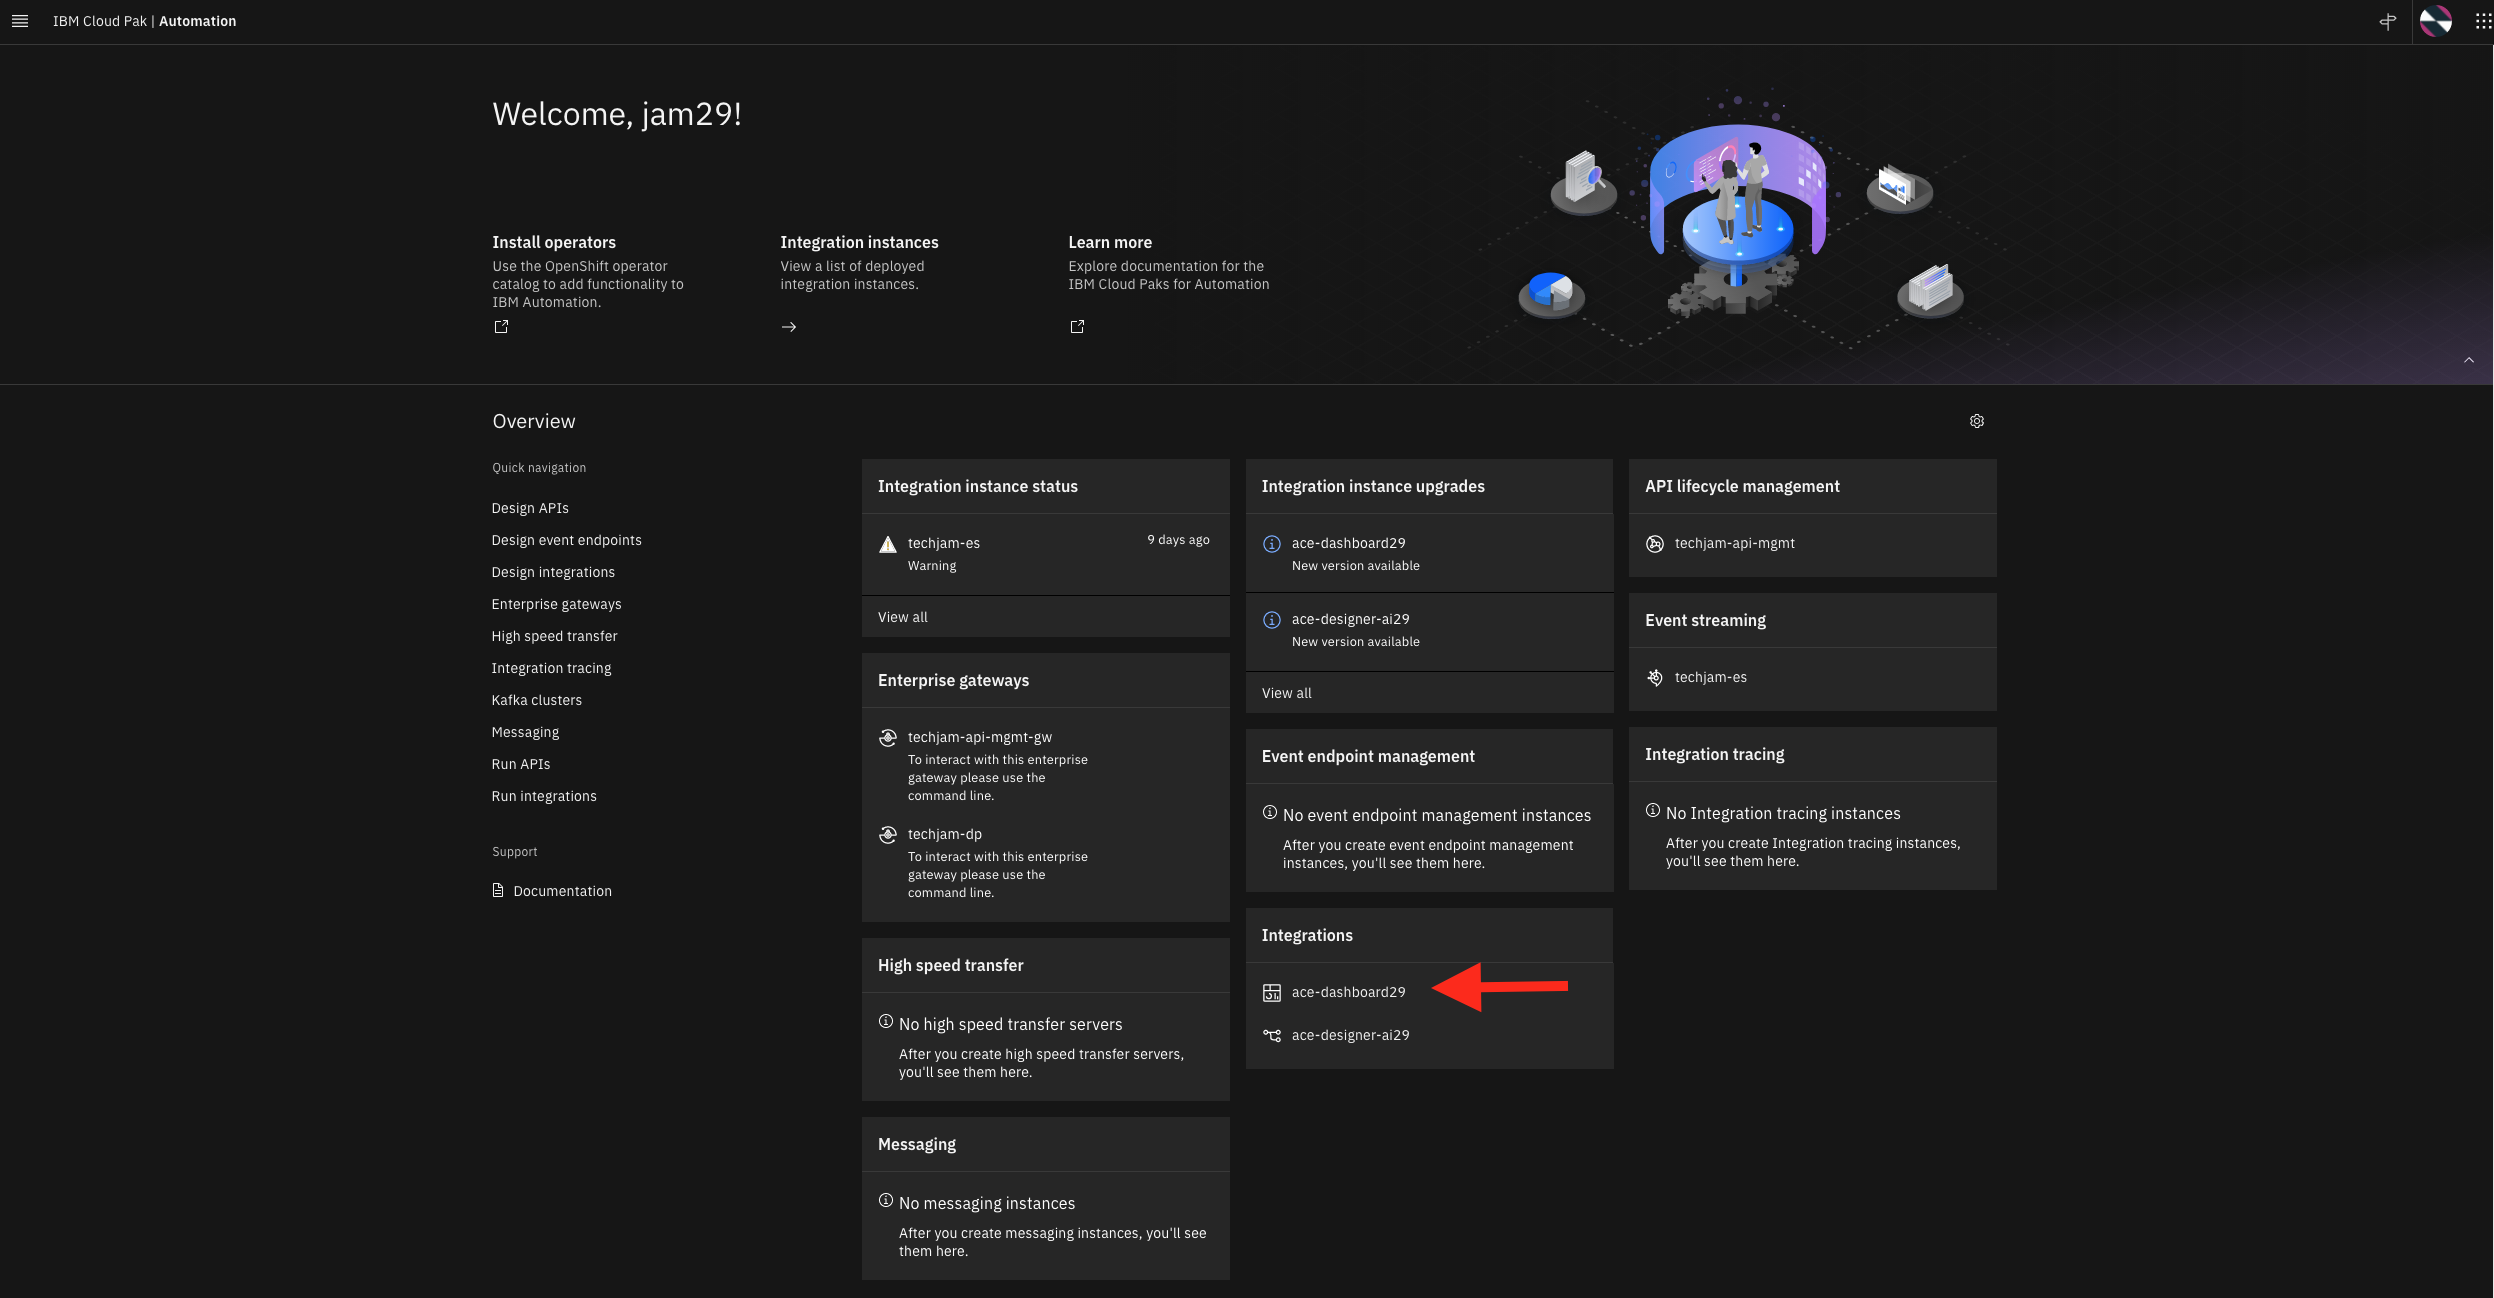 IBM Cloud Pak | Automation
Welcome, jam29!
Install operators
Use the OpenShift operator
catalog to add functionality to
IBM Automation.
Integration instances
View a list of deployed
integration instances.
Learn more
Explore documentation for the
IBM Cloud Paks for Automation
Overview
Quick navigation
Design APIs
Design event endpoints
Design integrations
Enterprise gateways
High speed transfer
Integration tracing
Kafka clusters
Messaging
Run APIs
Run integrations
Support
Documentation
Integration instance status
techjam-es
9 days ago
Warning
View all
Enterprise gateways
techjam-api-mgmt-gw
To interact with this enterprise
gateway please use the
command line.
techjam-dp
To interact with this enterprise
gateway please use the
command line.
High speed transfer
No high speed transfer servers
After you create high speed transfer servers,
you'll see them here.
Messaging
No messaging instances
After you create messaging instances, you'll see
them here.
Integration instance upgrades
ace-dashboard29
New version available
ace-designer-ai29
New version available
View all
Event endpoint management
No event endpoint management instances
After you create event endpoint management
instances, you'll see them here.
Integrations
ace-dashboard29
ace-designer-ai29
API lifecycle management
techjam-api-mgmt
Event streaming
techjam-es
Integration tracing
No Integration tracing instances
After you create Integration tracing instances,
you'll see them here.